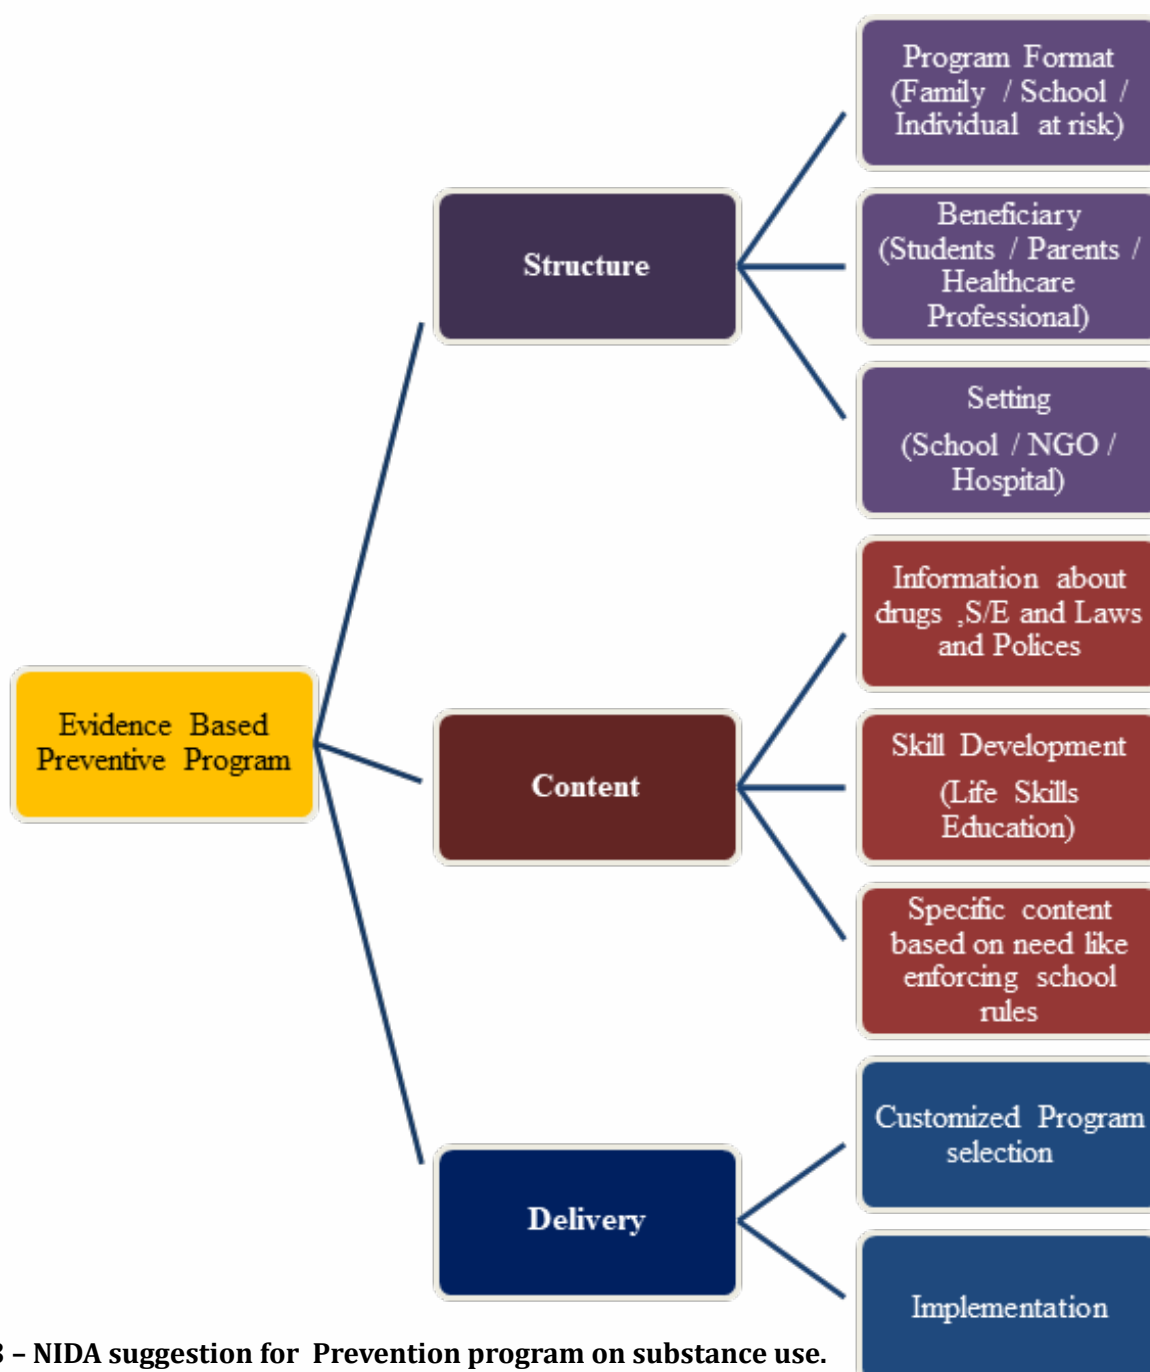 Program Format
(Family / School /
Individual at risk)
Beneficiary
(Students / Parents /
Healthcare
Professional)
Structure
Setting
(School / NGO /
Hospital)
Information about
drugs ,S/E and Laws
and Polices
Evidence Based
Preventive Program
Skill Development
(Life Skills
Education)
Content
Specific content
based on need like
enforcing school
rules
Customized Program
selection
Delivery
Implementation
– NIDA suggestion for Prevention program on substance use.